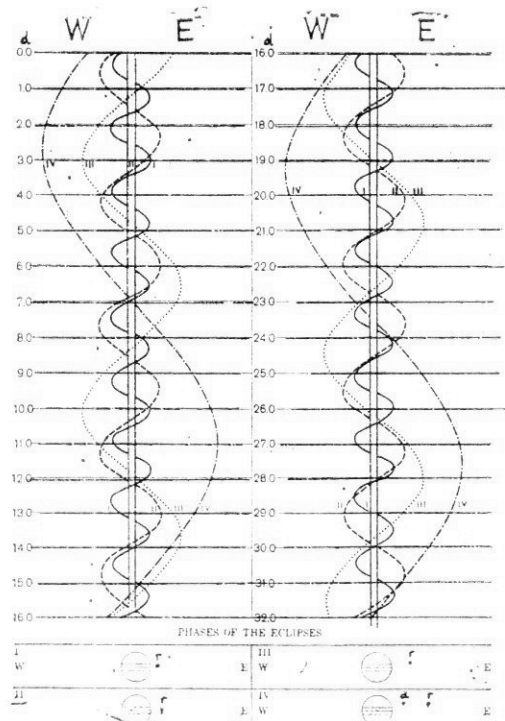 W E W E
d d
0.0 16.0
1.0 17.0
2.0 18.0
3.0 19.0
IV III II I
4.0 20.0
IV I II III
5.0 21.0
6.0 22.0
7.0 23.0
8.0 24.0
9.0 25.0
10.0 26.0
11.0 27.0
12.0 28.0
I II III IV
II I III IV
13.0 29.0
14.0 30.0
15.0 31.0
16.0 32.0
PHASES OF THE ECLIPSES
I r III r
W E W E
II r IV d r
W E W E